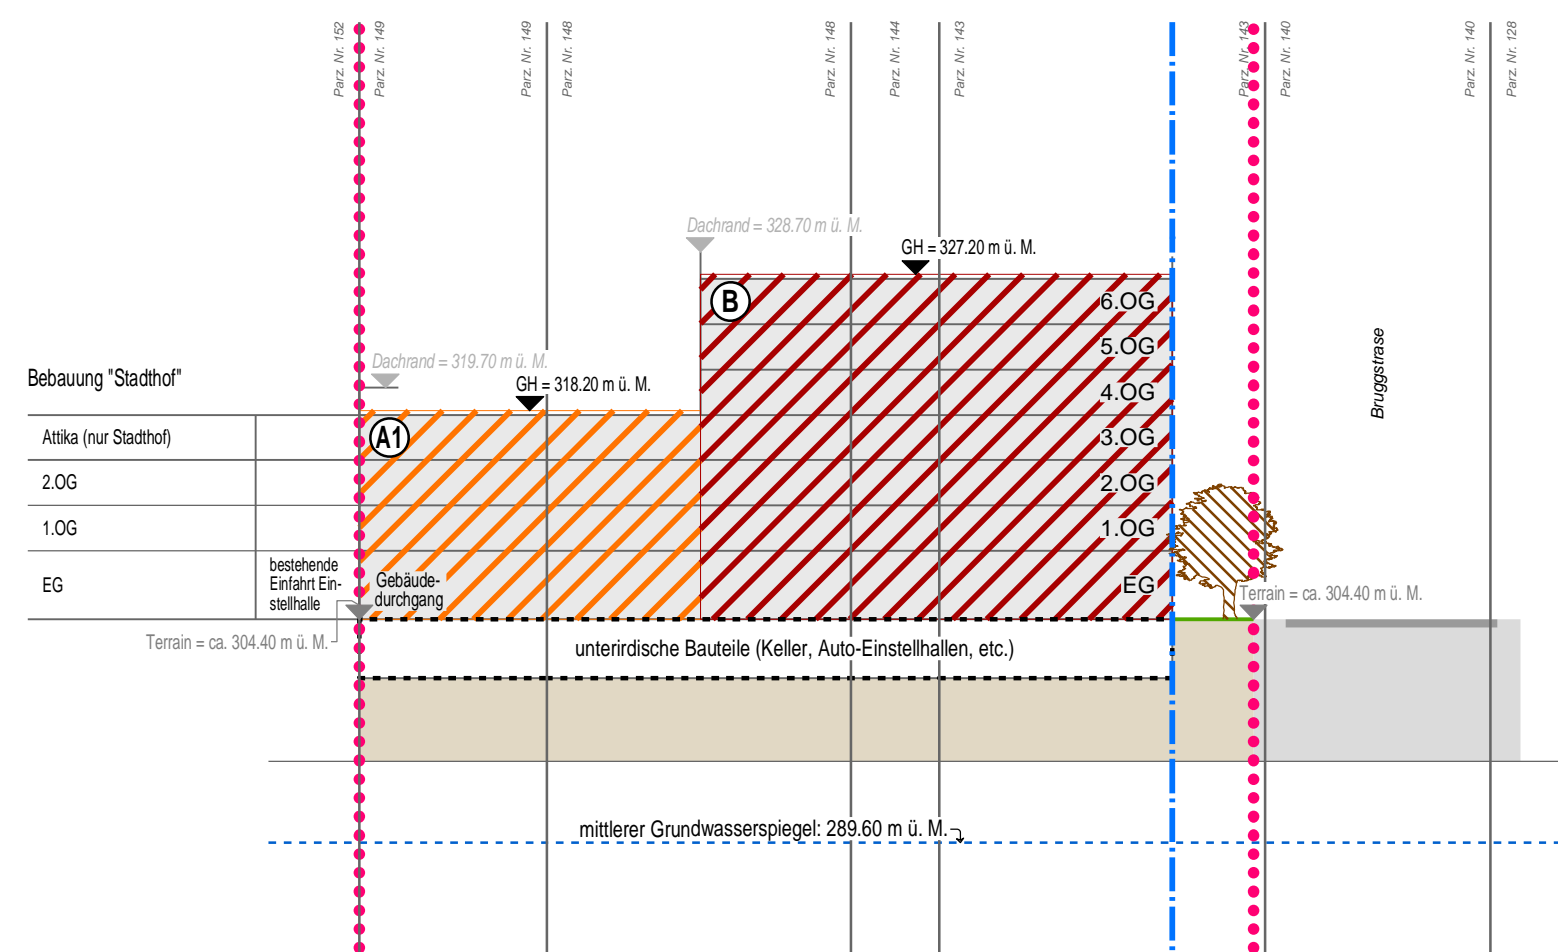 Parz. Nr. 152
Parz. Nr. 149
Parz. Nr. 149
Parz. Nr. 148
Parz. Nr. 148
Parz. Nr. 144
Parz. Nr. 143
Parz. Nr. 143
Parz. Nr. 140
Parz. Nr. 140
Parz. Nr. 128
Dachrand = 328.70 m ü. M.
GH = 327.20 m ü. M.
B
6.OG
5.OG
4.OG
3.OG
2.OG
1.OG
EG
Bruggstrase
Dachrand = 319.70 m ü. M.
GH = 318.20 m ü. M.
A1
Bebauung "Stadthof"
Attika (nur Stadthof)
2.OG
1.OG
EG
bestehende
Einfahrt Ein-
stellhalle
Gebäude-
durchgang
Terrain = ca. 304.40 m ü. M.
Terrain = ca. 304.40 m ü. M.
unterirdische Bauteile (Keller, Auto-Einstellhallen, etc.)
mittlerer Grundwasserspiegel: 289.60 m ü. M.